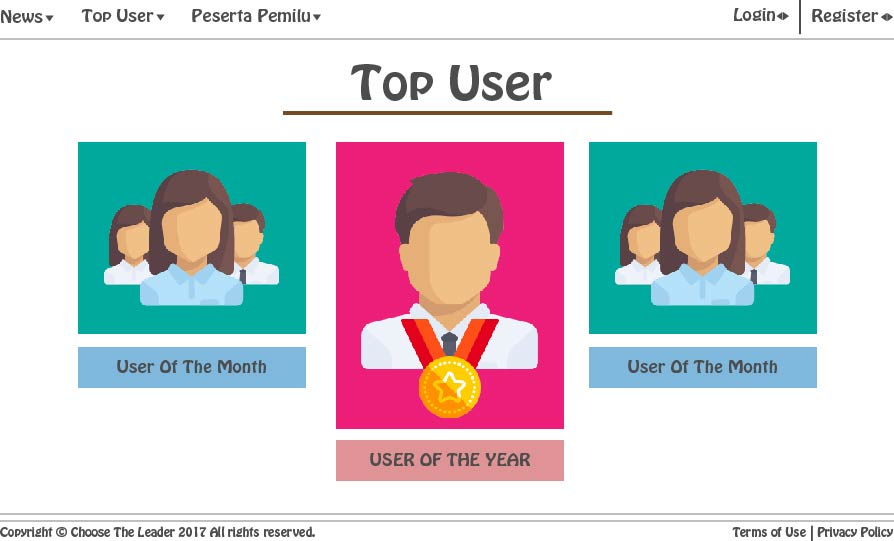 News Top User Peserta Pemilu Login Register
Top User
User Of The Month
USER OF THE YEAR
User Of The Month
Copyright © Choose The Leader 2017 All rights reserved. Terms of Use | Privacy Policy